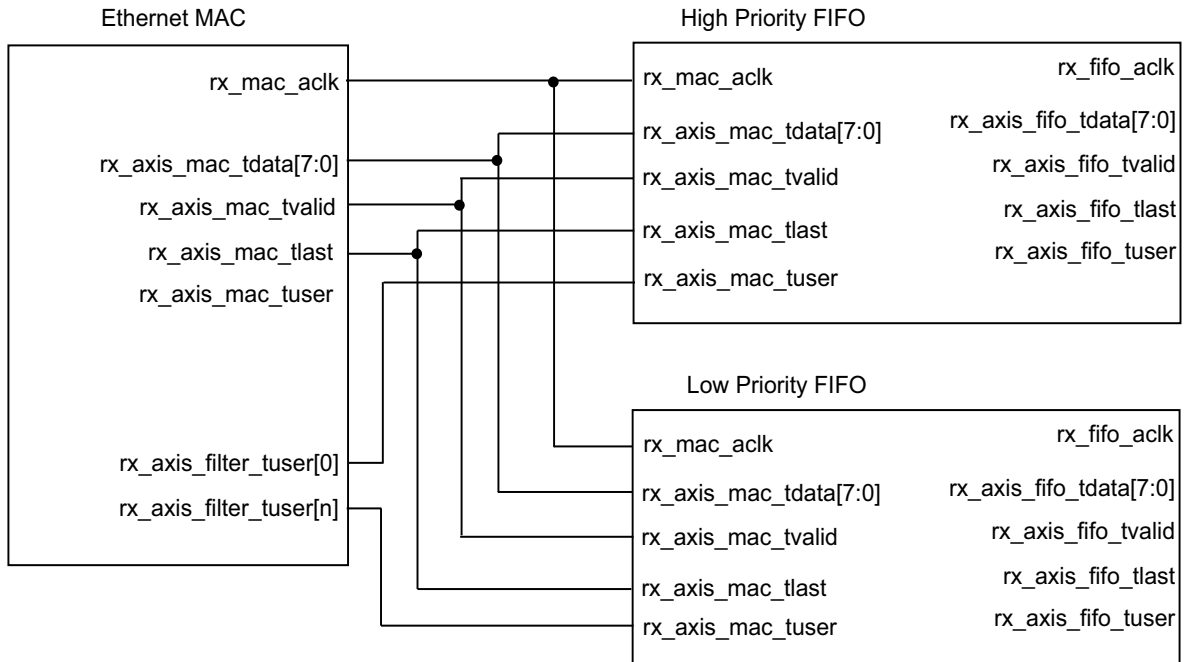 Ethernet MAC
rx_mac_aclk
rx_axis_mac_tdata[7:0]
rx_axis_mac_tvalid
rx_axis_mac_tlast
rx_axis_mac_tuser
rx_axis_filter_tuser[0]
rx_axis_filter_tuser[n]
High Priority FIFO
rx_mac_aclk
rx_axis_mac_tdata[7:0]
rx_axis_mac_tvalid
rx_axis_mac_tlast
rx_axis_mac_tuser
rx_fifo_aclk
rx_axis_fifo_tdata[7:0]
rx_axis_fifo_tvalid
rx_axis_fifo_tlast
rx_axis_fifo_tuser
Low Priority FIFO
rx_mac_aclk
rx_axis_mac_tdata[7:0]
rx_axis_mac_tvalid
rx_axis_mac_tlast
rx_axis_mac_tuser
rx_fifo_aclk
rx_axis_fifo_tdata[7:0]
rx_axis_fifo_tvalid
rx_axis_fifo_tlast
rx_axis_fifo_tuser